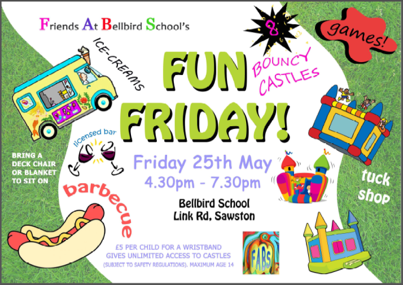 Friends At Bellbird School's
ICE-CREAMS
2
BOUNCY
CASTLES
games!
FUN
FRIDAY!
licensed bar
BRING A
DECK CHAIR
OR BLANKET
TO SIT ON
Friday 25th May
4.30pm - 7.30pm
tuck
shop
barbecue
Bellbird School
Link Rd, Sawston
£5 PER CHILD FOR A WRISTBAND
GIVES UNLIMITED ACCESS TO CASTLES
(SUBJECT TO SAFETY REGULATIONS), MAXIMUM AGE 14
FABS